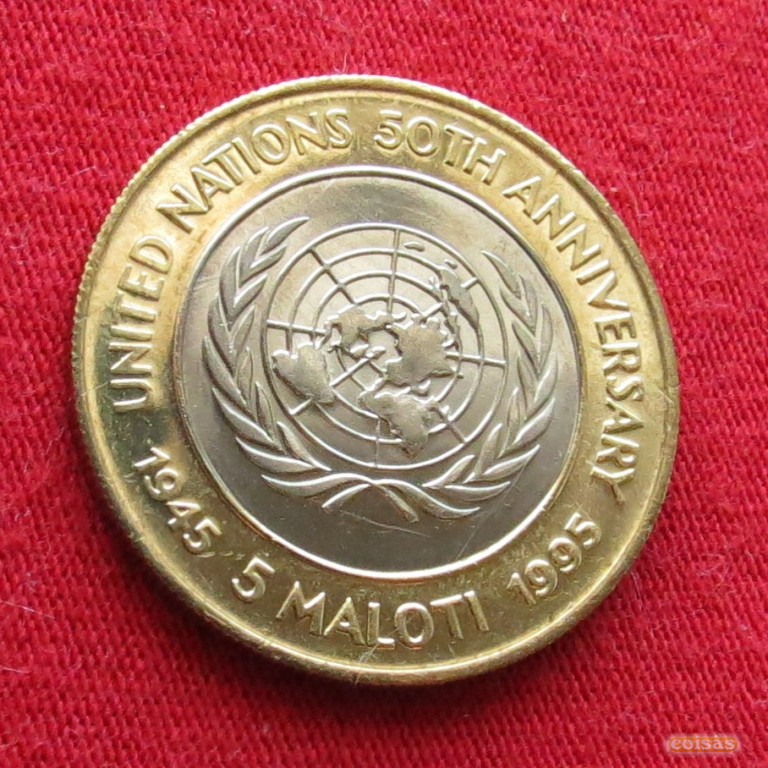 UNITED NATIONS 50TH ANNIVERSARY
1945 5 MALOTI 1995
coisas